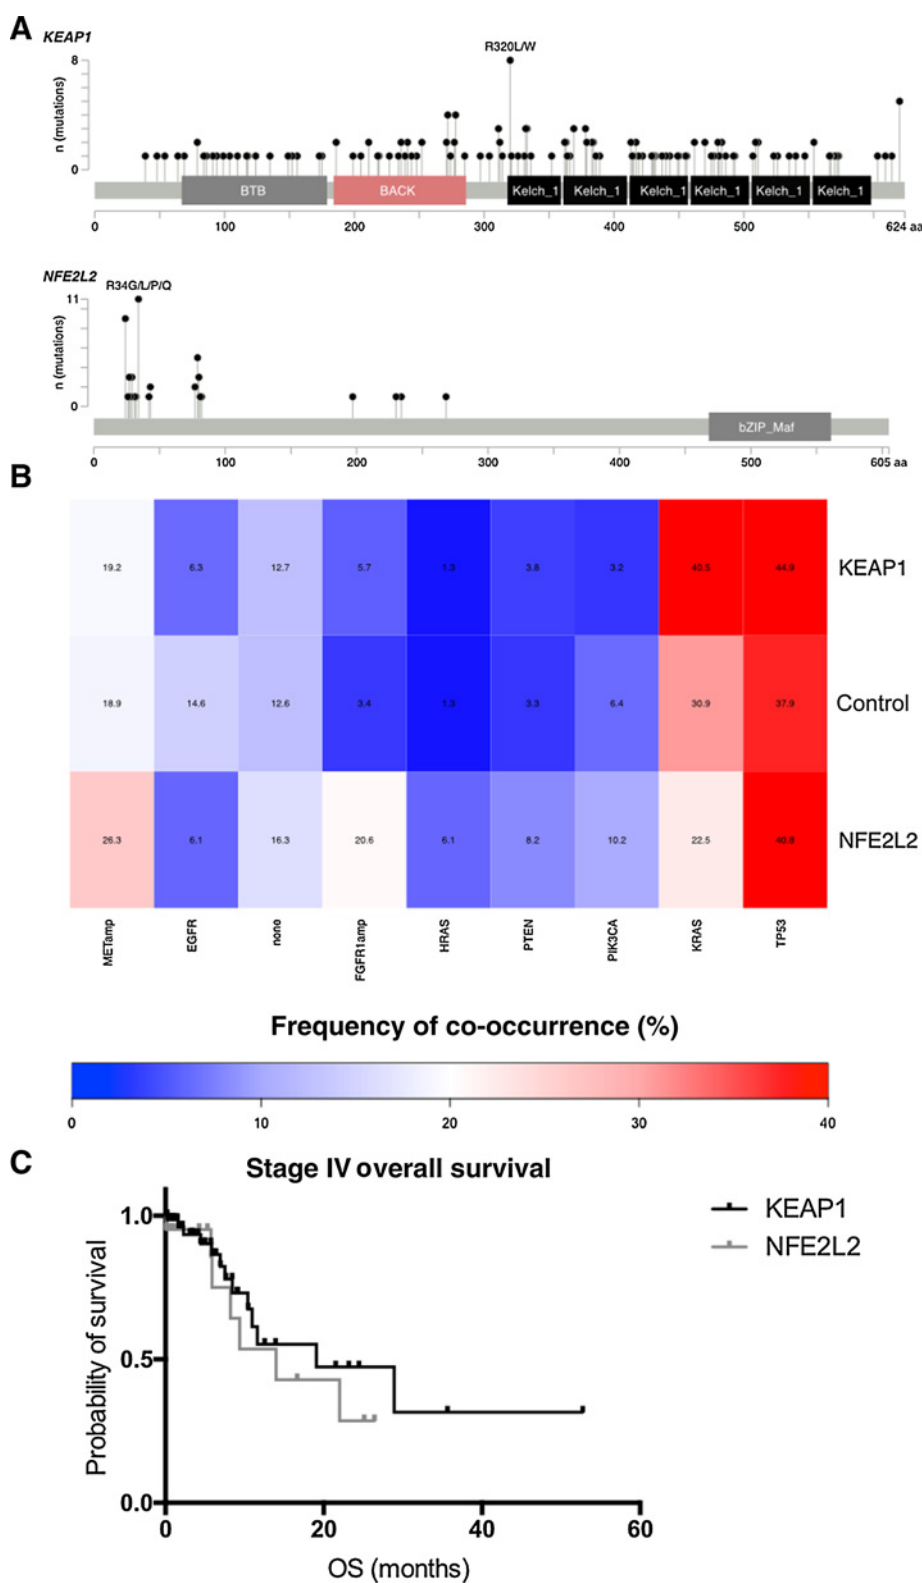 A
KEAP1
R320L/W
8
n (mutations)
0
BTB BACK Kelch_1 Kelch_1 Kelch_1 Kelch_1 Kelch_1 Kelch_1
0 100 200 300 400 500 624 aa
NFE2L2
R34G/L/P/Q
11
n (mutations)
0
bZIP_Maf
0 100 200 300 400 500 605 aa
B
19.2 6.3 12.7 5.7 1.3 3.8 3.2 40.5 44.9 KEAP1
18.9 14.6 12.6 3.4 1.3 3.3 6.4 30.9 37.9 Control
26.3 6.1 16.3 20.6 6.1 8.2 10.2 22.5 40.8 NFE2L2
METamp EGFR none FGFR1amp HRAS PTEN PIK3CA KRAS TP53
Frequency of co-occurrence (%)
0 10 20 30 40
C
Stage IV overall survival
KEAP1
NFE2L2
Probability of survival
1.0
0.5
0.0
0 20 40 60
OS (months)